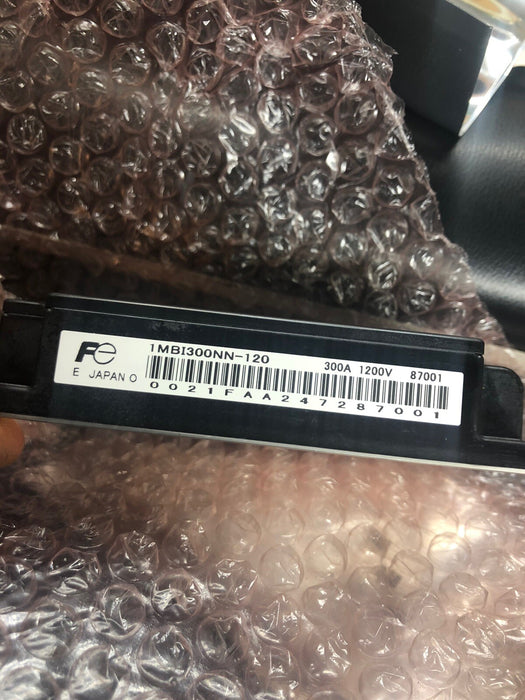 1MBI300NN-120 300A 1200V 87001
Fe
E JAPAN O
0021FAA247287001